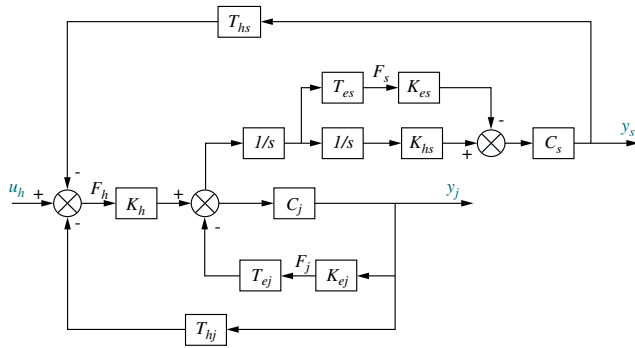 T_hs
T_es
F_s
K_es
-
y_s
1/s
1/s
K_hs
+
C_s
-
u_h
+
F_h
K_h
+
C_j
y_j
-
-
T_ej
F_j
K_ej
T_hj